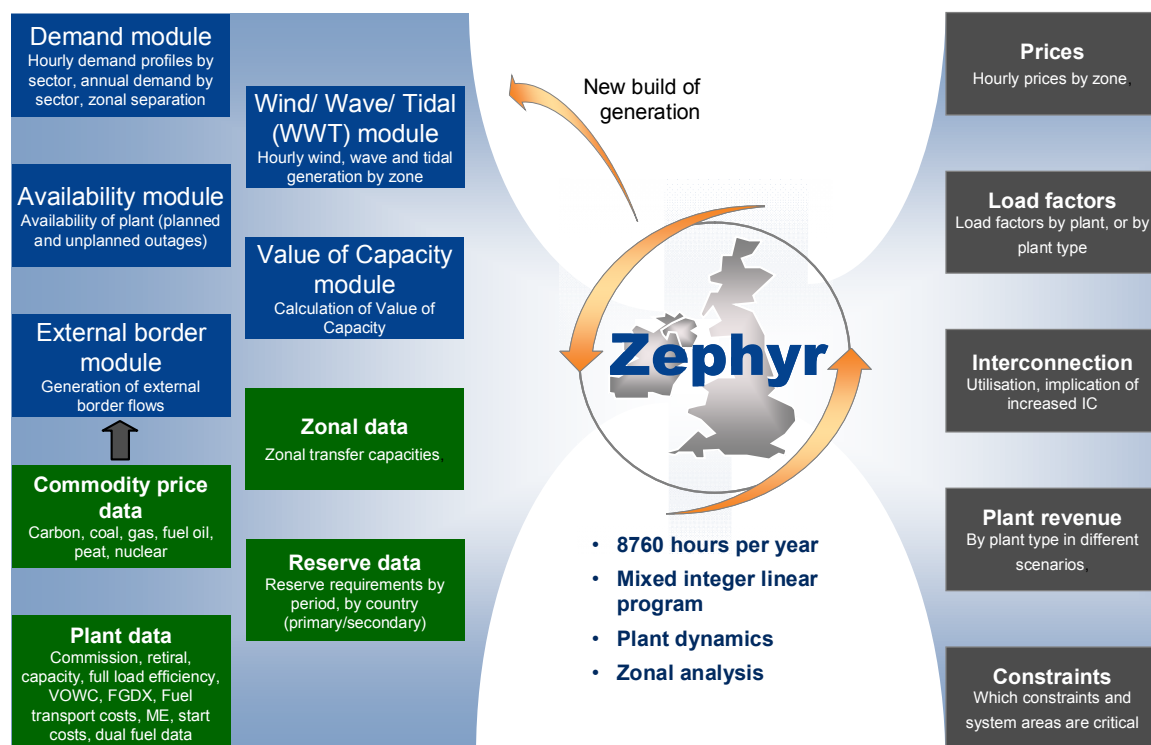 Demand module
Hourly demand profiles by
sector, annual demand by
sector, zonal separation
Availability module
Availability of plant (planned
and unplanned outages)
External border
module
Generation of external
border flows
Commodity price
data
Carbon, coal, gas, fuel oil,
peat, nuclear
Plant data
Commission, retiral,
capacity, full load efficiency,
VOWC, FGDX, Fuel
transport costs, ME, start
costs, dual fuel data
Wind/ Wave/ Tidal
(WWT) module
Hourly wind, wave and tidal
generation by zone
Value of Capacity
module
Calculation of Value of
Capacity
Zonal data
Zonal transfer capacities,
Reserve data
Reserve requirements by
period, by country
(primary/secondary)
New build of
generation
Zephyr
• 8760 hours per year
• Mixed integer linear
program
• Plant dynamics
• Zonal analysis
Prices
Hourly prices by zone,
Load factors
Load factors by plant, or by
plant type
Interconnection
Utilisation, implication of
increased IC
Plant revenue
By plant type in different
scenarios,
Constraints
Which constraints and
system areas are critical